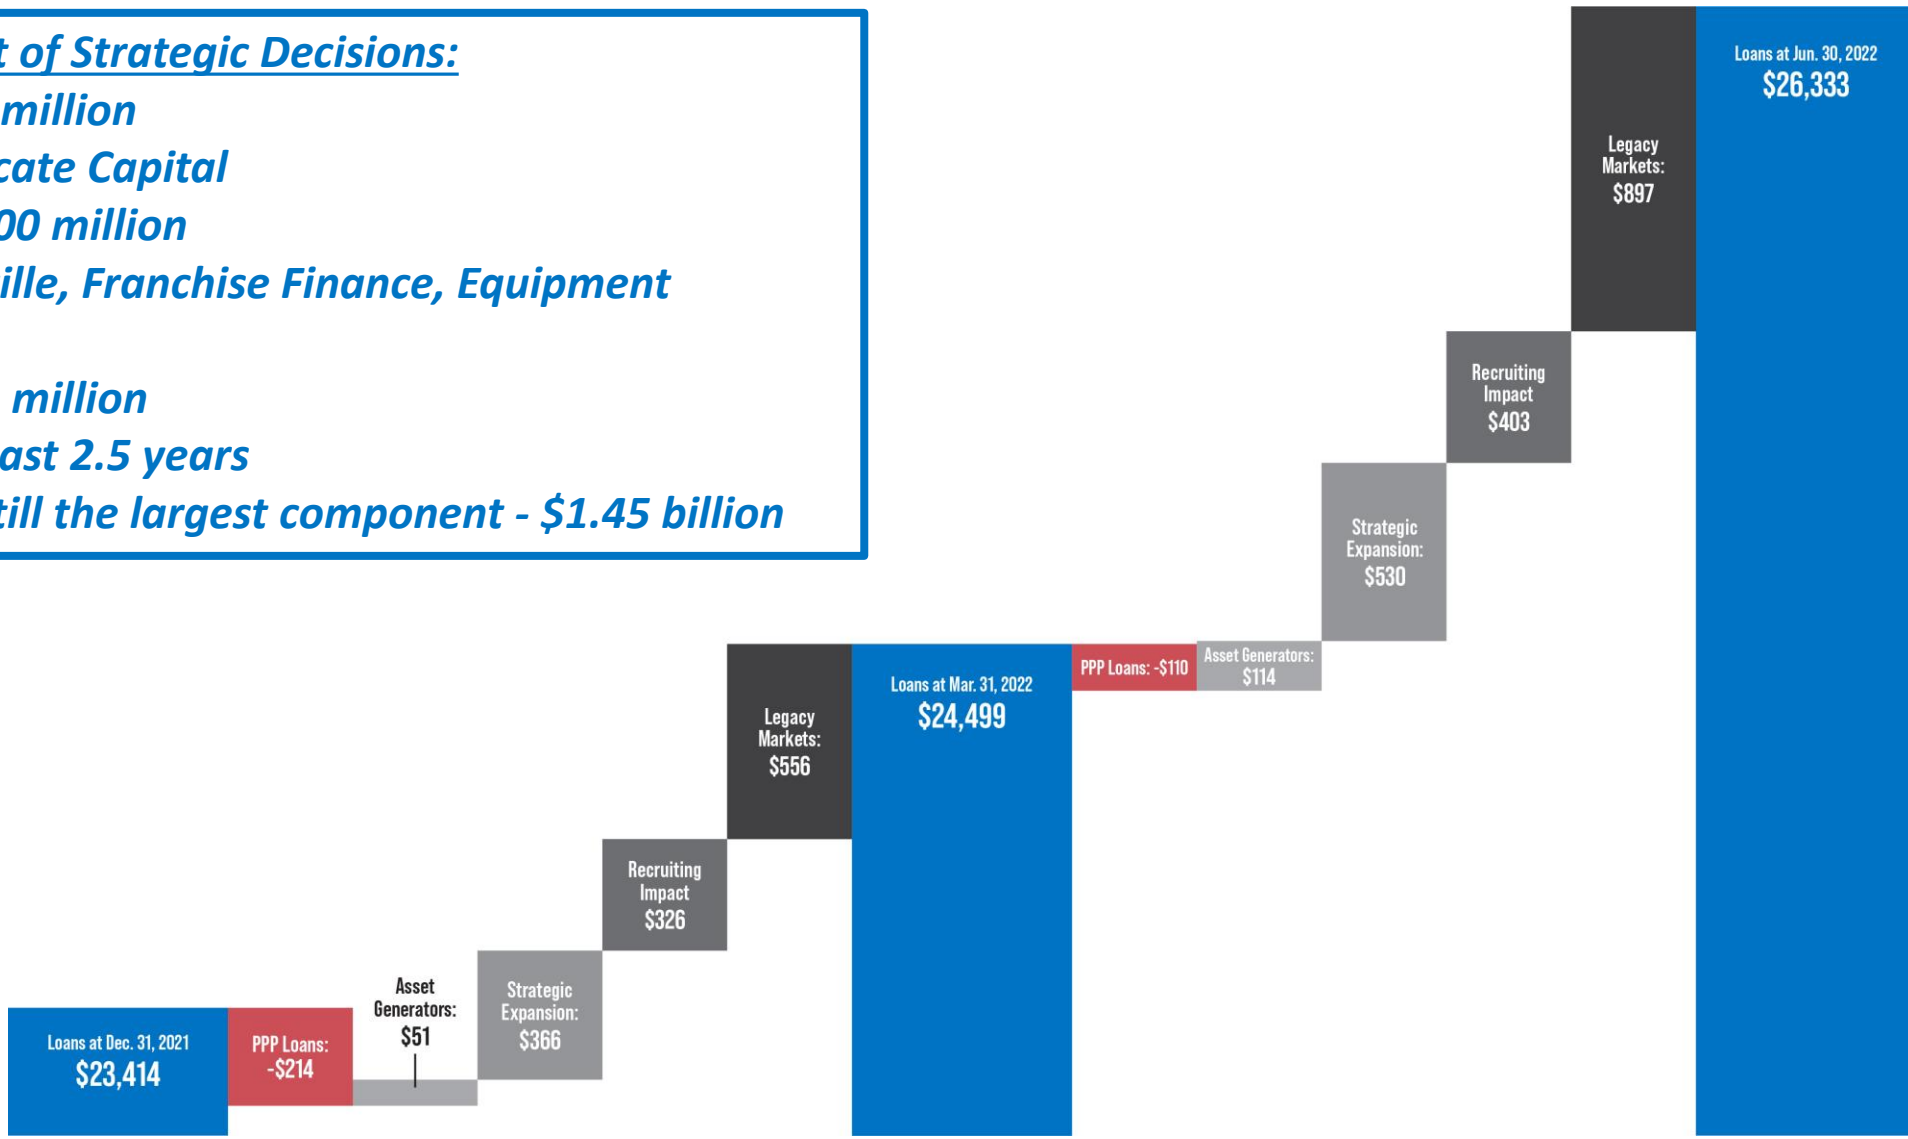 t of Strategic Decisions:
million
cate Capital
00 million
ille, Franchise Finance, Equipment
million
ast 2.5 years
till the largest component - $1.45 billion
Loans at Dec. 31, 2021
$23,414
PPP Loans:
-$214
Asset
Generators:
$51
Strategic
Expansion:
$366
Recruiting
Impact
$326
Legacy
Markets:
$556
Loans at Mar. 31, 2022
$24,499
PPP Loans: -$110
Asset Generators:
$114
Strategic
Expansion:
$530
Recruiting
Impact
$403
Legacy
Markets:
$897
Loans at Jun. 30, 2022
$26,333